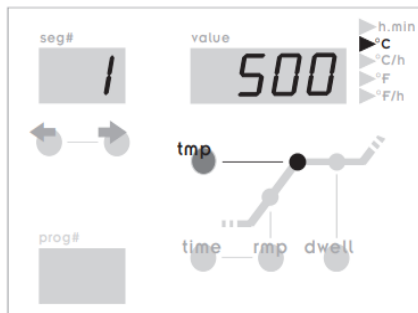 h.min
seg#
value
°C
1
500
°C/h
°F
°F/h
tmp
prog#
time
rmp
dwell